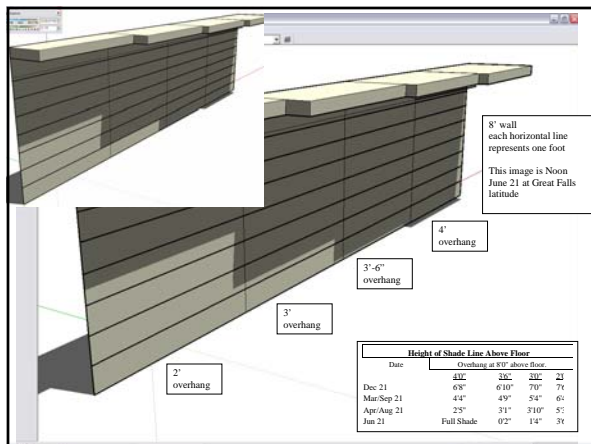 8' wall
each horizontal line
represents one foot
This image is Noon
June 21 at Great Falls
latitude
4'
overhang
3'-6"
overhang
3'
overhang
2'
overhang
Height of Shade Line Above Floor
Date Overhang at 8'0" above floor.
4'0" 3'6" 3'0"
Dec 21 6'8" 6'10" 7'0"
Mar/Sep 21 4'4" 4'9" 5'4"
Apr/Aug 21 2'5" 3'1" 3'10"
Jun 21 Full Shade 0'2" 1'4"